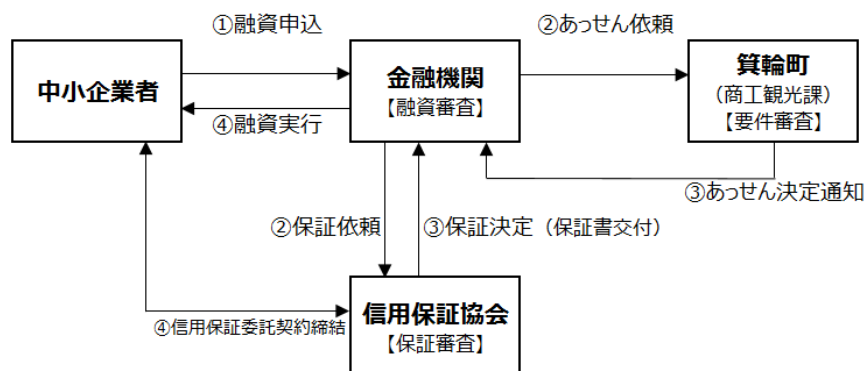 ①融資申込
②あっせん依頼
中小企業者
金融機関
【融資審査】
箕輪町
（商工観光課）
【要件審査】
④融資実行
③あっせん決定通知
②保証依頼
③保証決定（保証書交付）
④信用保証委託契約締結
信用保証協会
【保証審査】